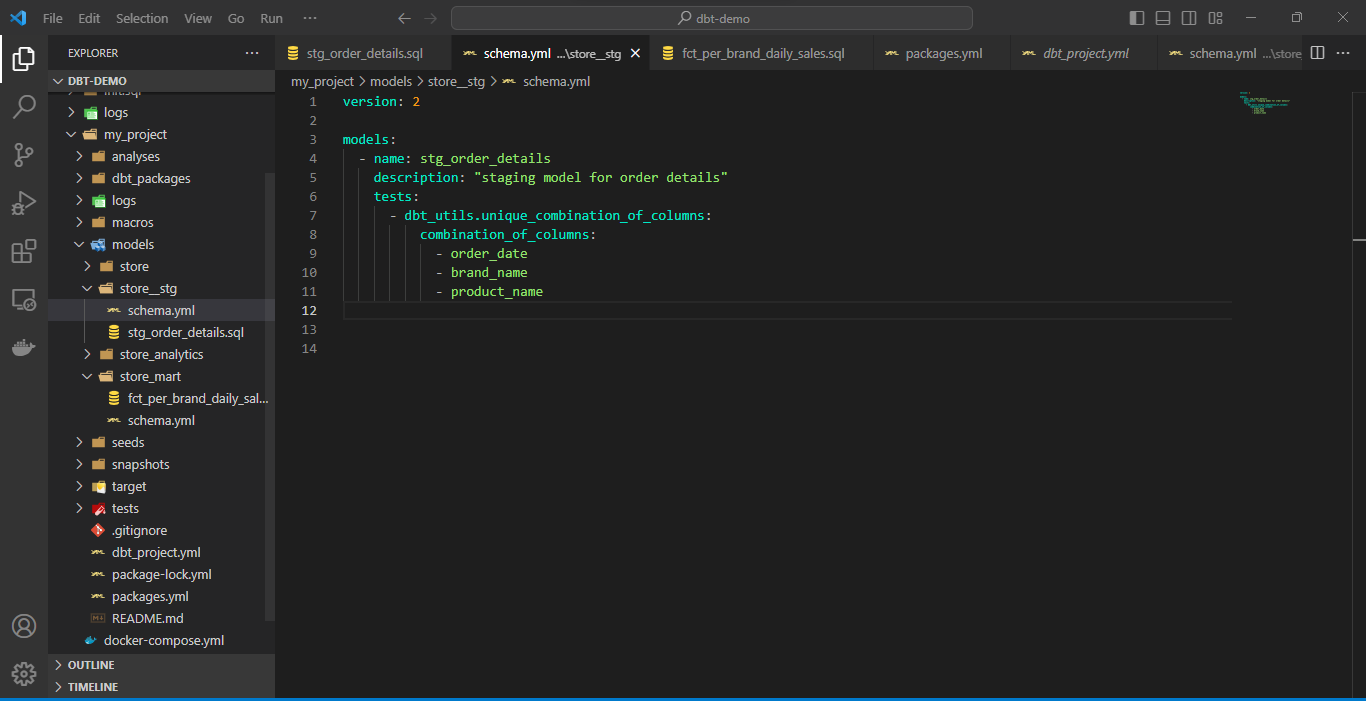 File Edit Selection View Go Run ···
dbt-demo
EXPLORER ···
stg_order_details.sql
schema.yml ...\store__stg
fct_per_brand_daily_sales.sql
packages.yml
dbt_project.yml
schema.yml ...\store
···
DBT-DEMO
logs
my_project
analyses
dbt_packages
logs
macros
models
store
store__stg
schema.yml
stg_order_details.sql
store_analytics
store_mart
fct_per_brand_daily_sal...
schema.yml
seeds
snapshots
target
tests
.gitignore
dbt_project.yml
package-lock.yml
packages.yml
README.md
docker-compose.yml
OUTLINE
TIMELINE
my_project > models > store__stg > schema.yml
1 version: 2
2
3 models:
4 - name: stg_order_details
5 description: "staging model for order details"
6 tests:
7 - dbt_utils.unique_combination_of_columns:
8 combination_of_columns:
9 - order_date
10 - brand_name
11 - product_name
12
13
14